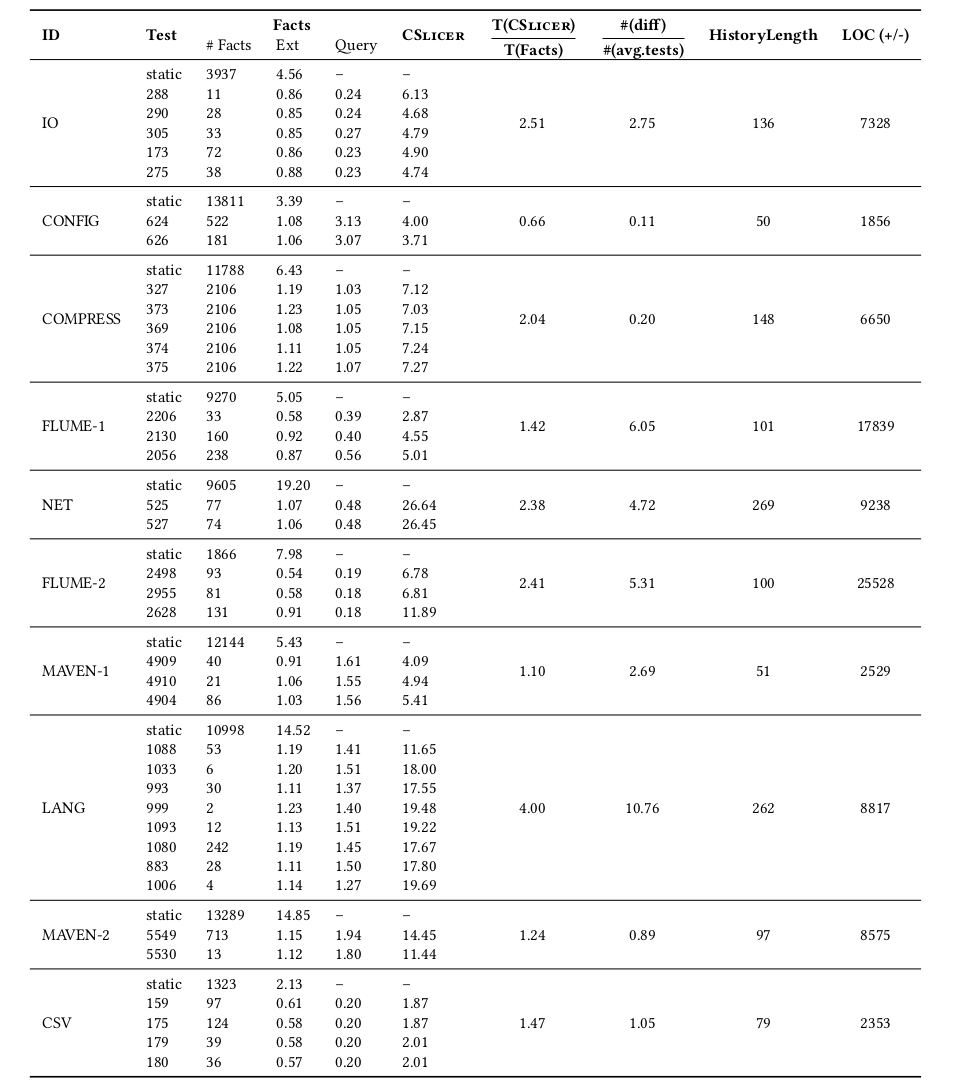 ID Test Facts CSLICER T(CSLICER) #(diff) HistoryLength LOC (+/-)
# Facts Ext Query T(Facts) #(avg.tests)
static 3937 4.56 – –
288 11 0.86 0.24 6.13
290 28 0.85 0.24 4.68
IO 305 33 0.85 0.27 4.79 2.51 2.75 136 7328
173 72 0.86 0.23 4.90
275 38 0.88 0.23 4.74
static 13811 3.39 – –
CONFIG 624 522 1.08 3.13 4.00 0.66 0.11 50 1856
626 181 1.06 3.07 3.71
static 11788 6.43 – –
327 2106 1.19 1.03 7.12
373 2106 1.23 1.05 7.03
COMPRESS 369 2106 1.08 1.05 7.15 2.04 0.20 148 6650
374 2106 1.11 1.05 7.24
375 2106 1.22 1.07 7.27
static 9270 5.05 – –
2206 33 0.58 0.39 2.87
FLUME-1 2130 160 0.92 0.40 4.55 1.42 6.05 101 17839
2056 238 0.87 0.56 5.01
static 9605 19.20 – –
NET 525 77 1.07 0.48 26.64 2.38 4.72 269 9238
527 74 1.06 0.48 26.45
static 1866 7.98 – –
2498 93 0.54 0.19 6.78
FLUME-2 2955 81 0.58 0.18 6.81 2.41 5.31 100 25528
2628 131 0.91 0.18 11.89
static 12144 5.43 – –
4909 40 0.91 1.61 4.09
MAVEN-1 4910 21 1.06 1.55 4.94 1.10 2.69 51 2529
4904 86 1.03 1.56 5.41
static 10998 14.52 – –
1088 53 1.19 1.41 11.65
1033 6 1.20 1.51 18.00
993 30 1.11 1.37 17.55
LANG 999 2 1.23 1.40 19.48 4.00 10.76 262 8817
1093 12 1.13 1.51 19.22
1080 242 1.19 1.45 17.67
883 28 1.11 1.50 17.80
1006 4 1.14 1.27 19.69
static 13289 14.85 – –
MAVEN-2 5549 713 1.15 1.94 14.45 1.24 0.89 97 8575
5530 13 1.12 1.80 11.44
static 1323 2.13 – –
159 97 0.61 0.20 1.87
CSV 175 124 0.58 0.20 1.87 1.47 1.05 79 2353
179 39 0.58 0.20 2.01
180 36 0.57 0.20 2.01